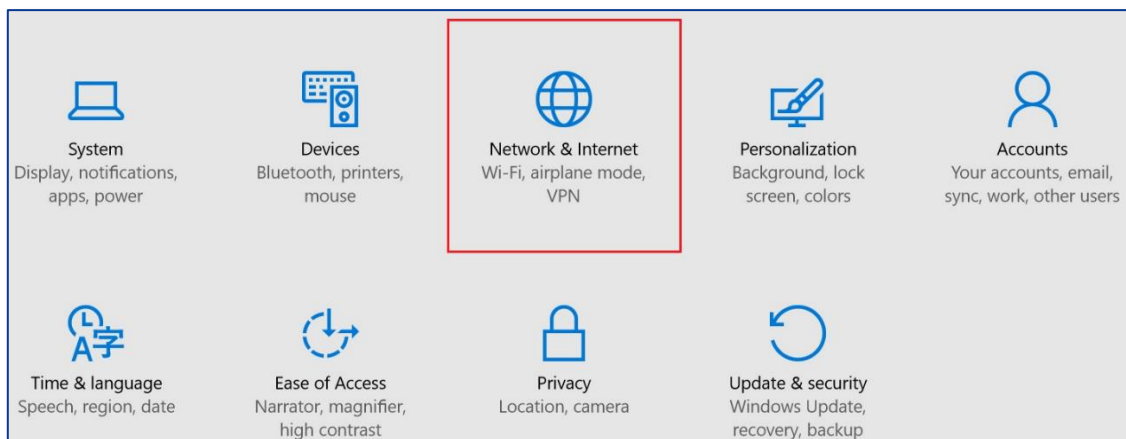 System
Display, notifications,
apps, power
Devices
Bluetooth, printers,
mouse
Network & Internet
Wi-Fi, airplane mode,
VPN
Personalization
Background, lock
screen, colors
Accounts
Your accounts, email,
sync, work, other users
A字
Time & language
Speech, region, date
Ease of Access
Narrator, magnifier,
high contrast
Privacy
Location, camera
Update & security
Windows Update,
recovery, backup